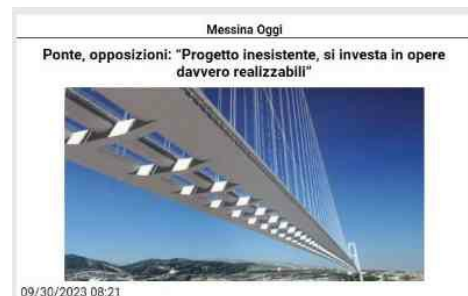 Messina Oggi
Ponte, opposizioni: “Progetto inesistente, si investa in opere
davvero realizzabili”
09/30/2023 08:21